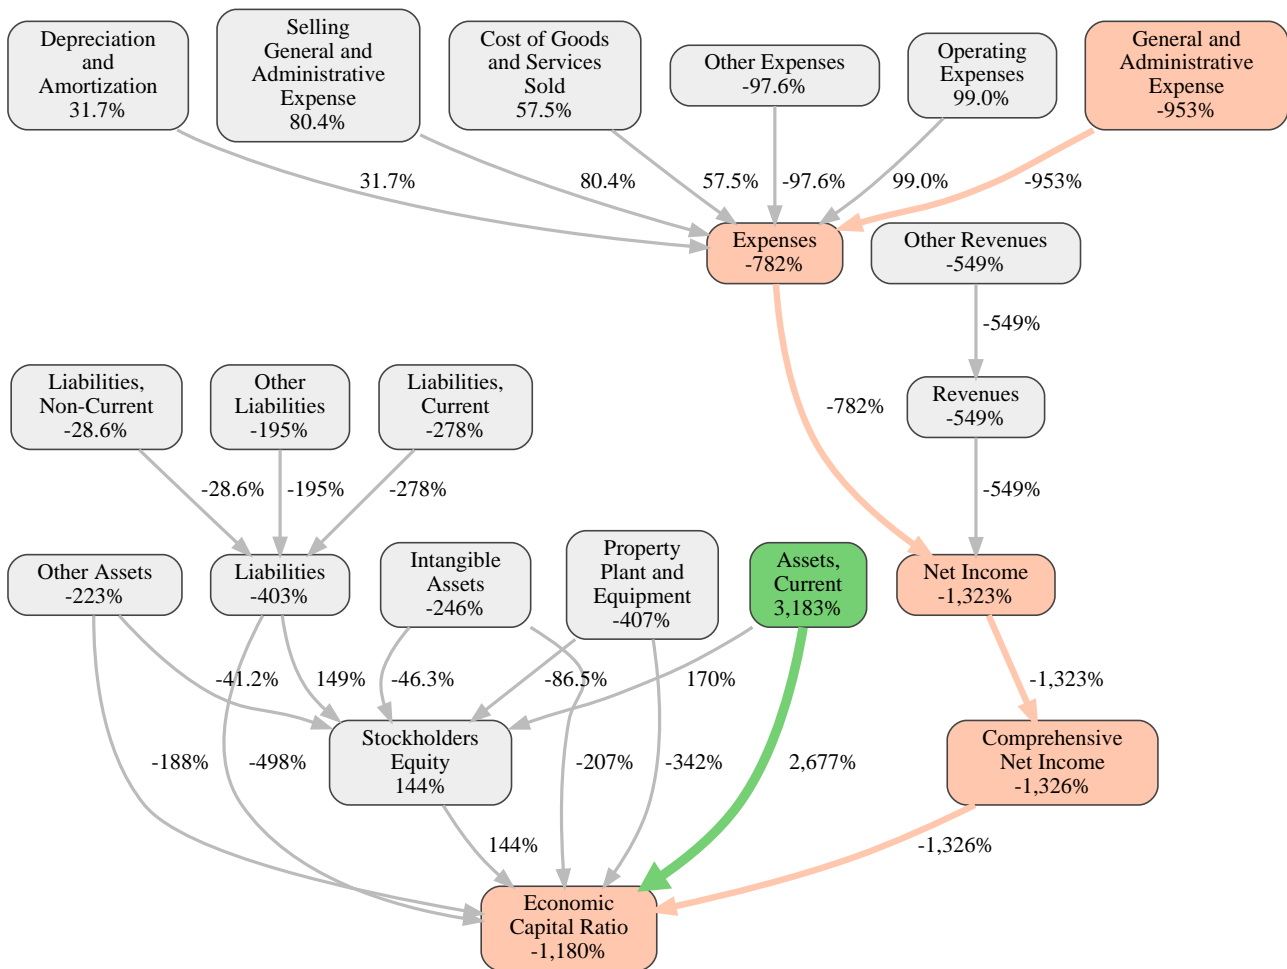 Depreciation
and
Amortization
31.7%
Selling
General and
Administrative
Expense
80.4%
Cost of Goods
and Services
Sold
57.5%
Other Expenses
-97.6%
Operating
Expenses
99.0%
General and
Administrative
Expense
-953%
31.7%
80.4%
57.5%
-97.6%
99.0%
-953%
Expenses
-782%
Other Revenues
-549%
-549%
Liabilities,
Non-Current
-28.6%
Other
Liabilities
-195%
Liabilities,
Current
-278%
-782%
Revenues
-549%
-28.6%
-195%
-278%
-549%
Other Assets
-223%
Liabilities
-403%
Intangible
Assets
-246%
Property
Plant and
Equipment
-407%
Assets,
Current
3,183%
Net Income
-1,323%
-41.2%
149%
-46.3%
-86.5%
170%
-1,323%
Stockholders
Equity
144%
Comprehensive
Net Income
-1,326%
-188%
-498%
-207%
-342%
2,677%
144%
-1,326%
Economic
Capital Ratio
-1,180%